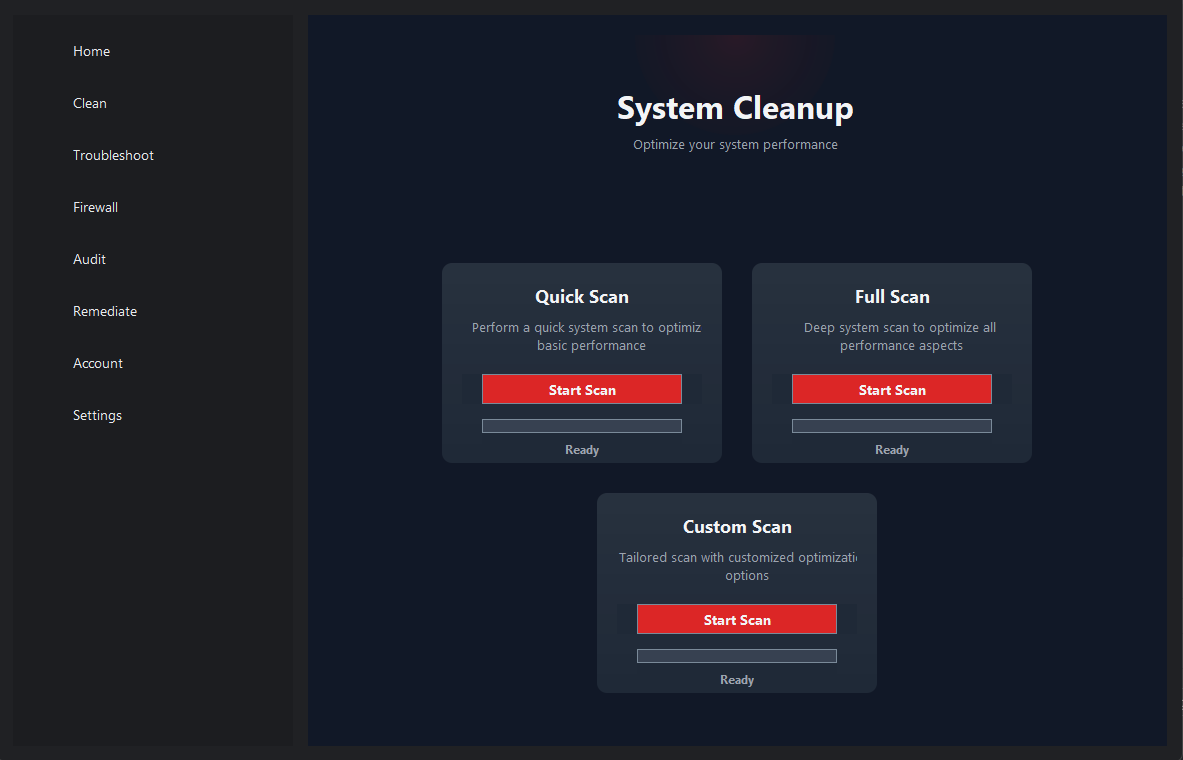 Home
Clean
Troubleshoot
Firewall
Audit
Remediate
Account
Settings
System Cleanup
Optimize your system performance
Quick Scan
Perform a quick system scan to optimiz
basic performance
Start Scan
Ready
Full Scan
Deep system scan to optimize all
performance aspects
Start Scan
Ready
Custom Scan
Tailored scan with customized optimizati
options
Start Scan
Ready